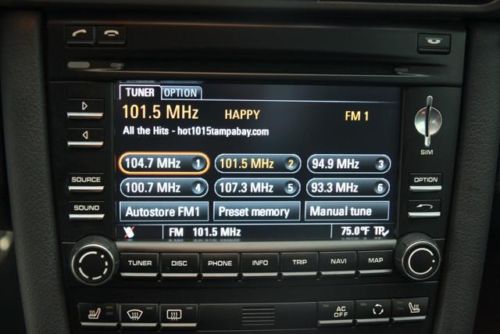 TUNER OPTION
101.5 MHz HAPPY FM 1
All the Hits - hot1015tampabay.com
104.7 MHz 1 101.5 MHz 2 94.9 MHz 3
100.7 MHz 4 107.3 MHz 5 93.3 MHz 6
Autostore FM1 Preset memory Manual tune
FM 101.5 MHz 75.0°F TP
SOURCE
SOUND
SIM
OPTION
TUNER DISC PHONE INFO TRIP NAVI MAP
AC OFF